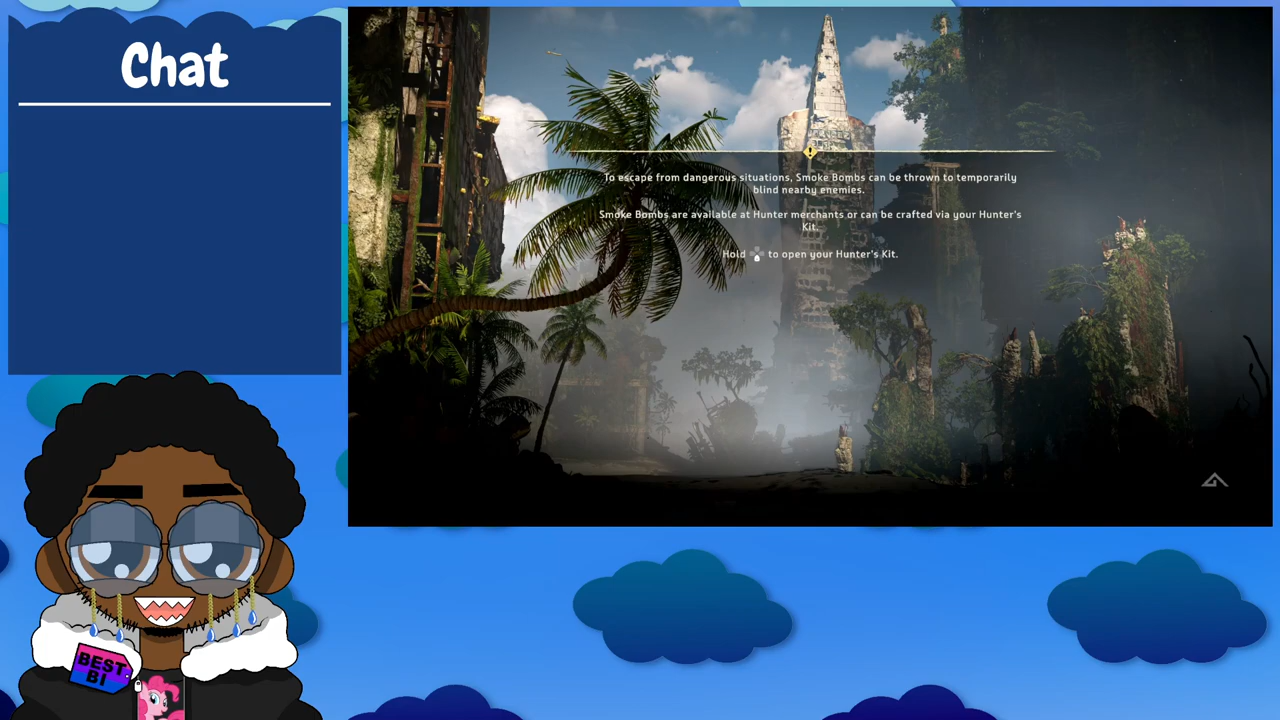 Chat
To escape from dangerous situations, Smoke Bombs can be thrown to temporarily
blind nearby enemies.
Smoke Bombs are available at Hunter merchants or can be crafted via your Hunter's
Kit.
Hold to open your Hunter's Kit.
BEST
BI